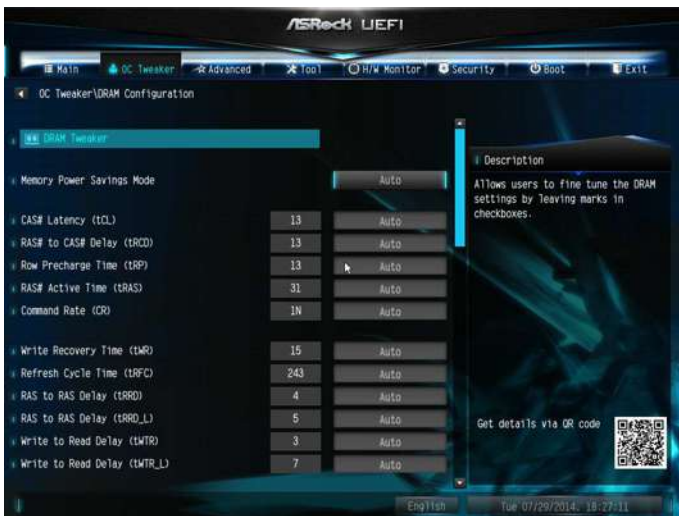 ASRock UEFI
Main OC Tweaker Advanced Tool H/W Monitor Security Boot Exit
OC Tweaker\DRAM Configuration
DRAM Tweaker
Memory Power Savings Mode Auto
CAS# Latency (tCL) 13 Auto
RAS# to CAS# Delay (tRCD) 13 Auto
Row Precharge Time (tRP) 13 Auto
RAS# Active Time (tRAS) 31 Auto
Command Rate (CR) 1N Auto
Write Recovery Time (tWR) 15 Auto
Refresh Cycle Time (tRFC) 243 Auto
RAS to RAS Delay (tRRD) 4 Auto
RAS to RAS Delay (tRRD_L) 5 Auto
Write to Read Delay (tWTR) 3 Auto
Write to Read Delay (tWTR_L) 7 Auto
Description
Allows users to fine tune the DRAM
settings by leaving marks in
checkboxes.
Get details via QR code
English Tue 07/29/2014, 18:27:11